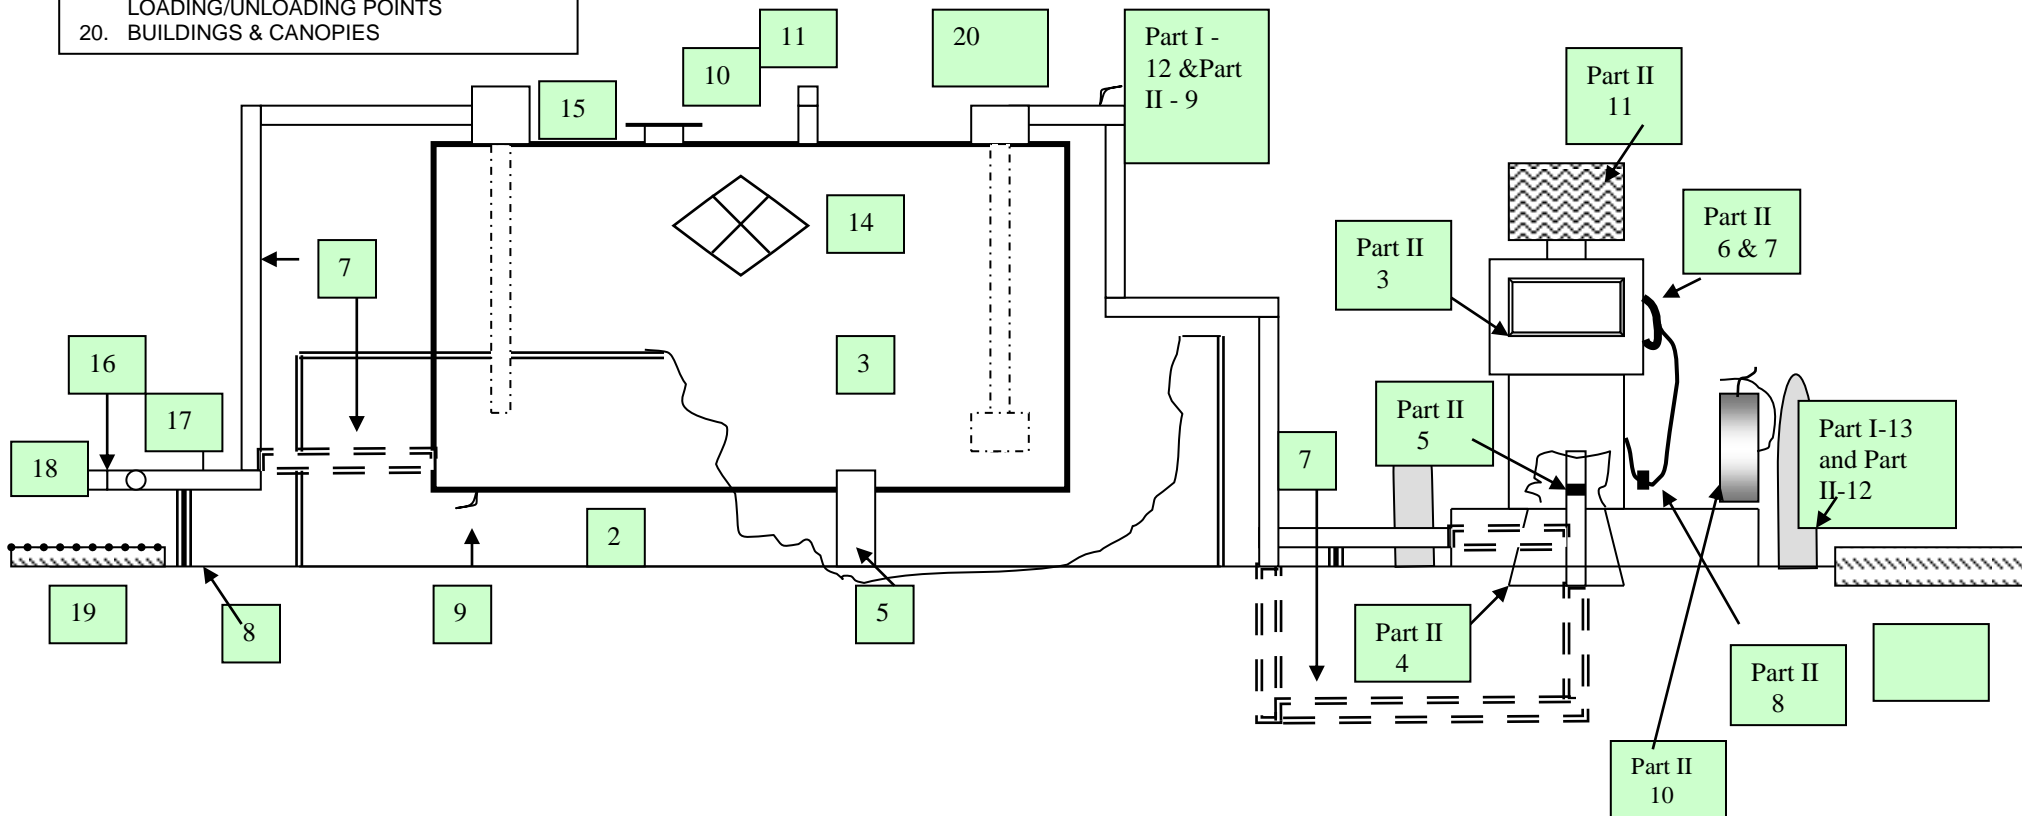 LOADING/UNLOADING POINTS
20. BUILDINGS & CANOPIES
11
20
Part I -
12 &Part
II - 9
10
15
Part II
11
14
Part II
6 & 7
Part II
3
7
16
3
17
Part II
5
Part I-13
and Part
II-12
18
7
2
19
8
9
5
Part II
4
Part II
8
Part II
10